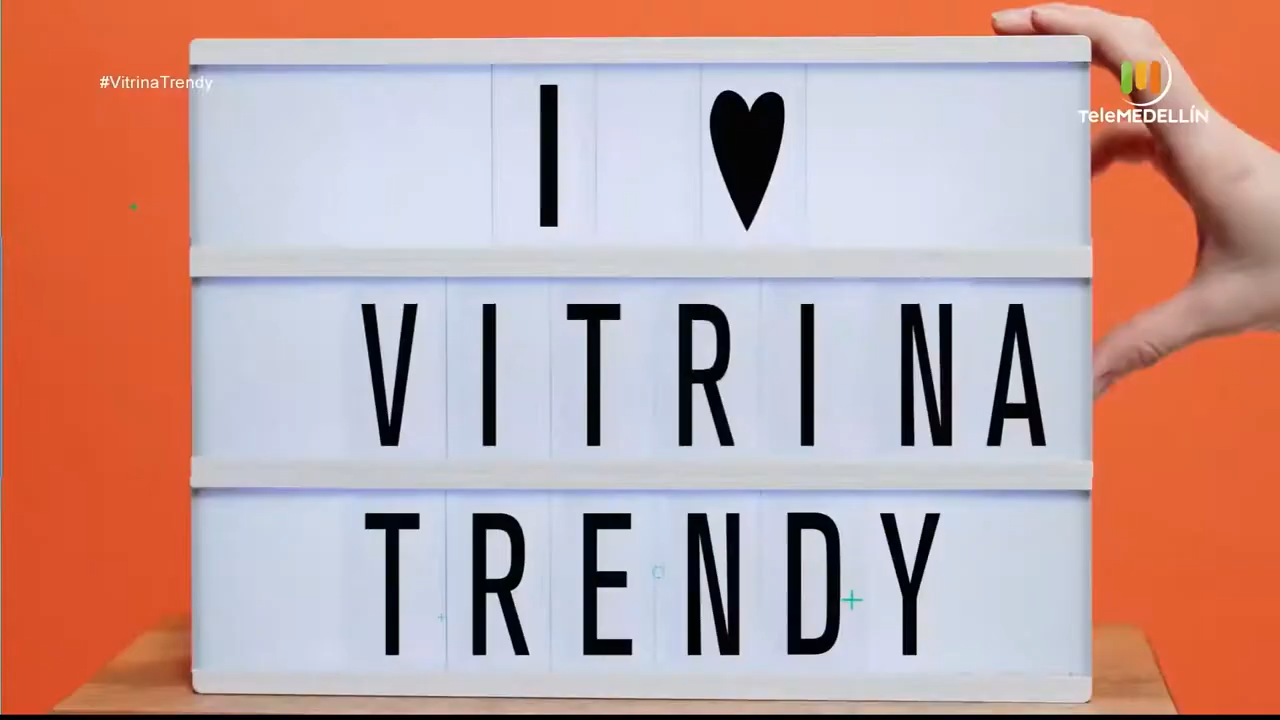 #VitrinaTrendy
TeleMEDELLÍN
I ♥
VITRINA
TRENDY